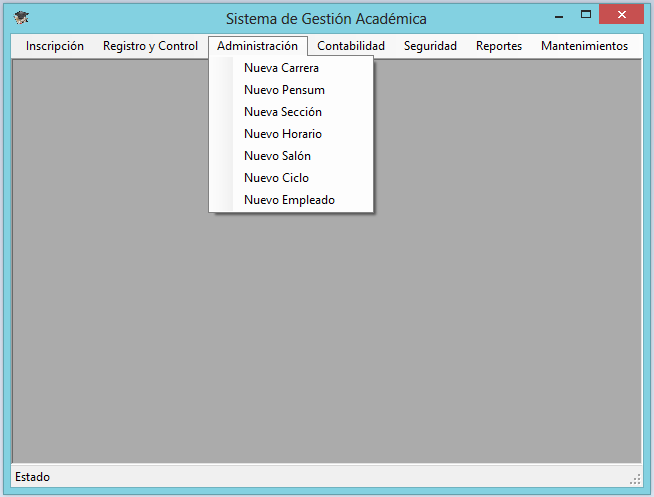 Sistema de Gestión Académica
Inscripción Registro y Control Administración Contabilidad Seguridad Reportes Mantenimientos
Nueva Carrera
Nuevo Pensum
Nueva Sección
Nuevo Horario
Nuevo Salón
Nuevo Ciclo
Nuevo Empleado
Estado